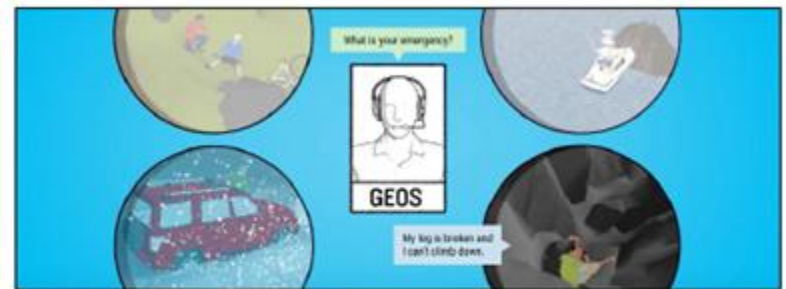 What is your emergency?
GEOS
My leg is broken and
I can't climb down.